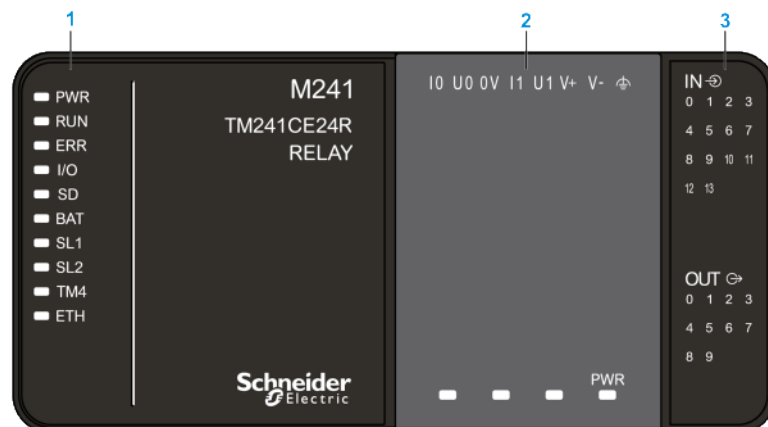 1
2
3
PWR
RUN
ERR
I/O
SD
BAT
SL1
SL2
TM4
ETH
M241
TM241CE24R
RELAY
Schneider
Electric
I0 U0 0V I1 U1 V+ V-
PWR
IN
0 1 2 3
4 5 6 7
8 9 10 11
12 13
OUT
0 1 2 3
4 5 6 7
8 9